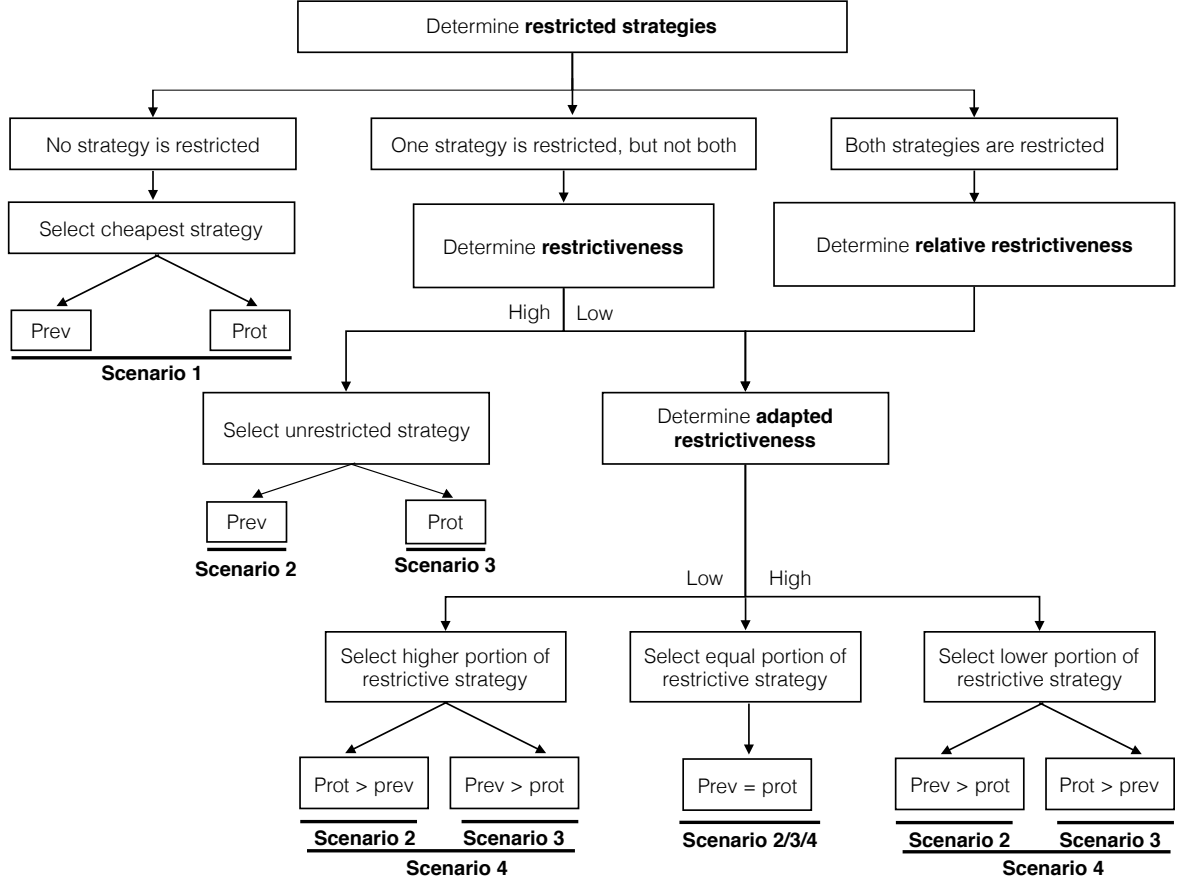 Determine restricted strategies
No strategy is restricted
One strategy is restricted, but not both
Both strategies are restricted
Select cheapest strategy
Determine restrictiveness
Determine relative restrictiveness
High
Low
Prev
Prot
Scenario 1
Select unrestricted strategy
Determine adapted
restrictiveness
Prev
Prot
Scenario 2
Scenario 3
Low
High
Select higher portion of
restrictive strategy
Select equal portion of
restrictive strategy
Select lower portion of
restrictive strategy
Prot > prev
Prev > prot
Prev = prot
Prev > prot
Prot > prev
Scenario 2
Scenario 3
Scenario 2/3/4
Scenario 2
Scenario 3
Scenario 4
Scenario 4